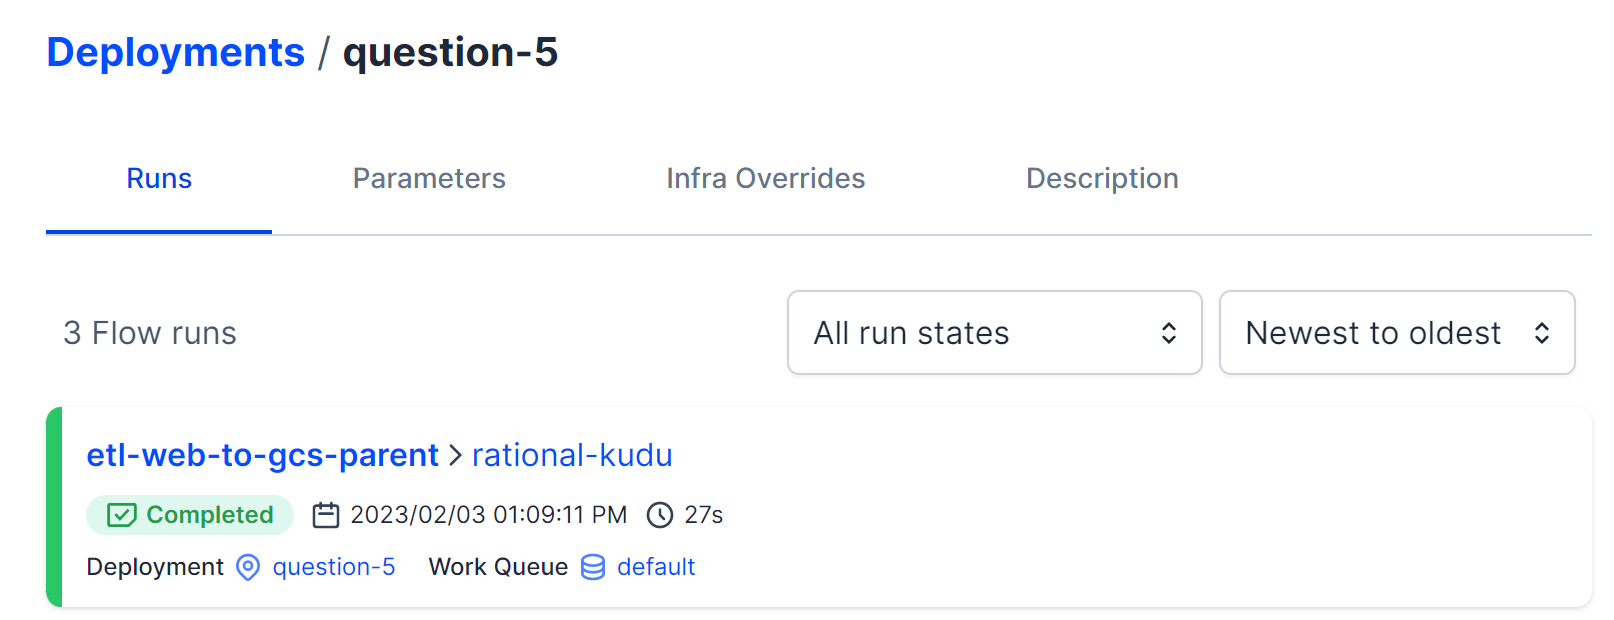 Deployments / question-5
Runs Parameters Infra Overrides Description
3 Flow runs All run states Newest to oldest
etl-web-to-gcs-parent > rational-kudu
Completed 2023/02/03 01:09:11 PM 27s
Deployment question-5 Work Queue default